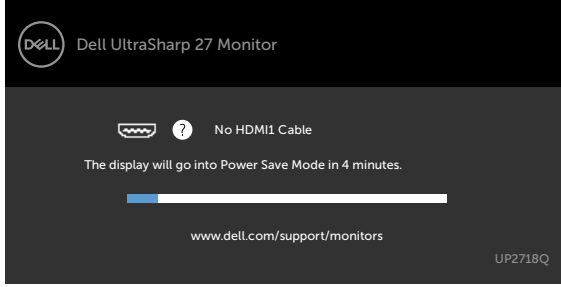 DELL
Dell UltraSharp 27 Monitor
? No HDMI1 Cable
The display will go into Power Save Mode in 4 minutes.
www.dell.com/support/monitors
UP2718Q